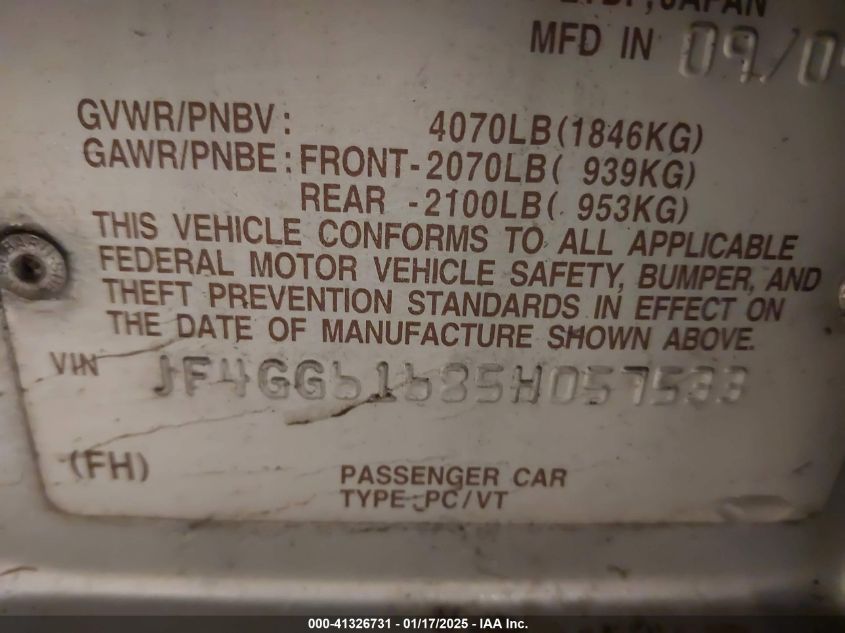 JAPAN
MFD IN 09/0
GVWR/PNBV: 4070LB(1846KG)
GAWR/PNBE: FRONT-2070LB( 939KG)
REAR -2100LB( 953KG)
THIS VEHICLE CONFORMS TO ALL APPLICABLE
FEDERAL MOTOR VEHICLE SAFETY, BUMPER, AND
THEFT PREVENTION STANDARDS IN EFFECT ON
THE DATE OF MANUFACTURE SHOWN ABOVE.
VIN JF4GG61685H057533
(FH) PASSENGER CAR
TYPE:PC/VT
000-41326731 - 01/17/2025 - IAA Inc.